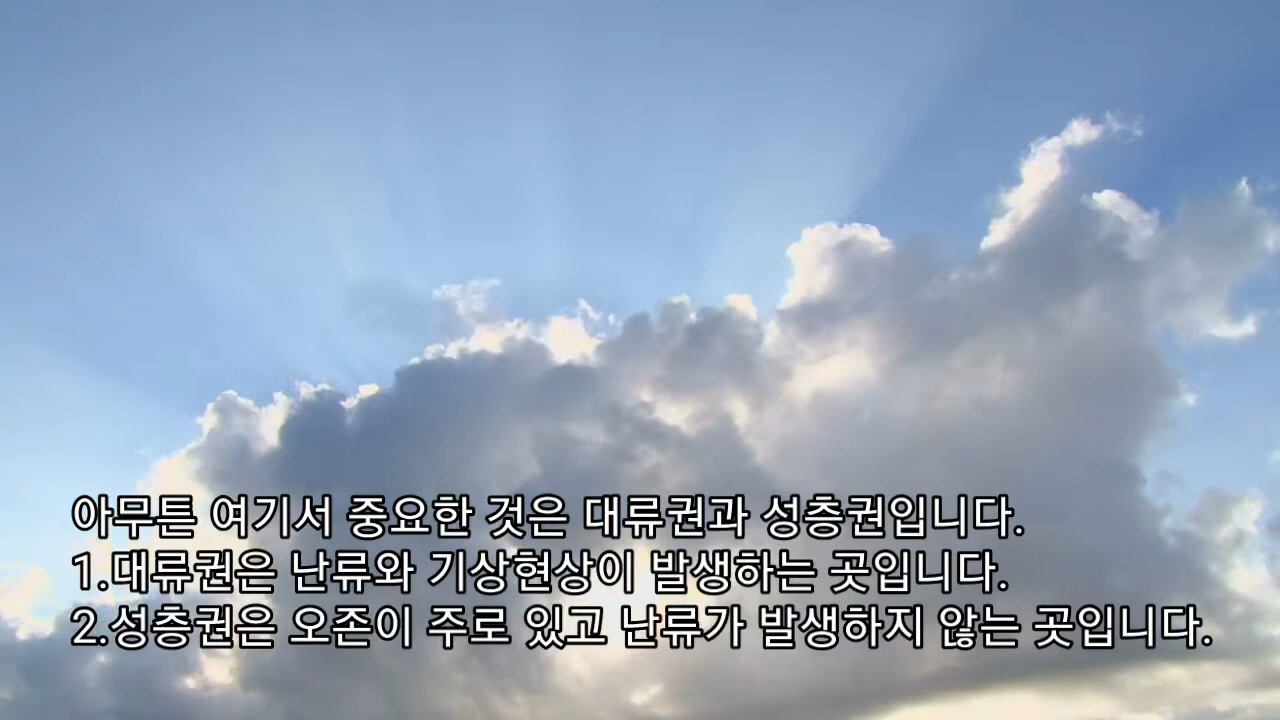 아무튼 여기서 중요한 것은 대류권과 성층권입니다.
1.대류권은 난류와 기상현상이 발생하는 곳입니다.
2.성층권은 오존이 주로 있고 난류가 발생하지 않는 곳입니다.